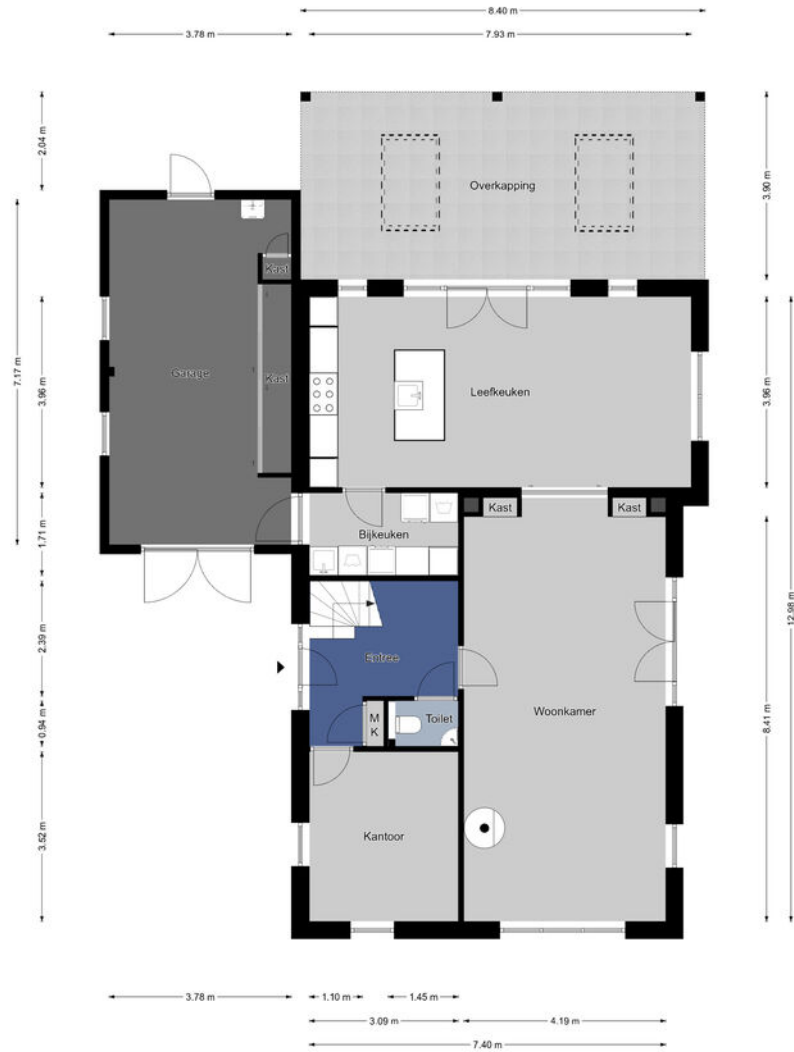 8.40 m
3.78 m
7.93 m
2.04 m
3.90 m
Overkapping
Kast
7.17 m
3.96 m
Garage
Kast
Leefkeuken
3.96 m
Kast
Kast
1.71 m
Bijkeuken
12.98 m
2.39 m
Entree
Woonkamer
8.41 m
0.94 m
M
K
Toilet
3.52 m
Kantoor
3.78 m
1.10 m
1.45 m
3.09 m
4.19 m
7.40 m